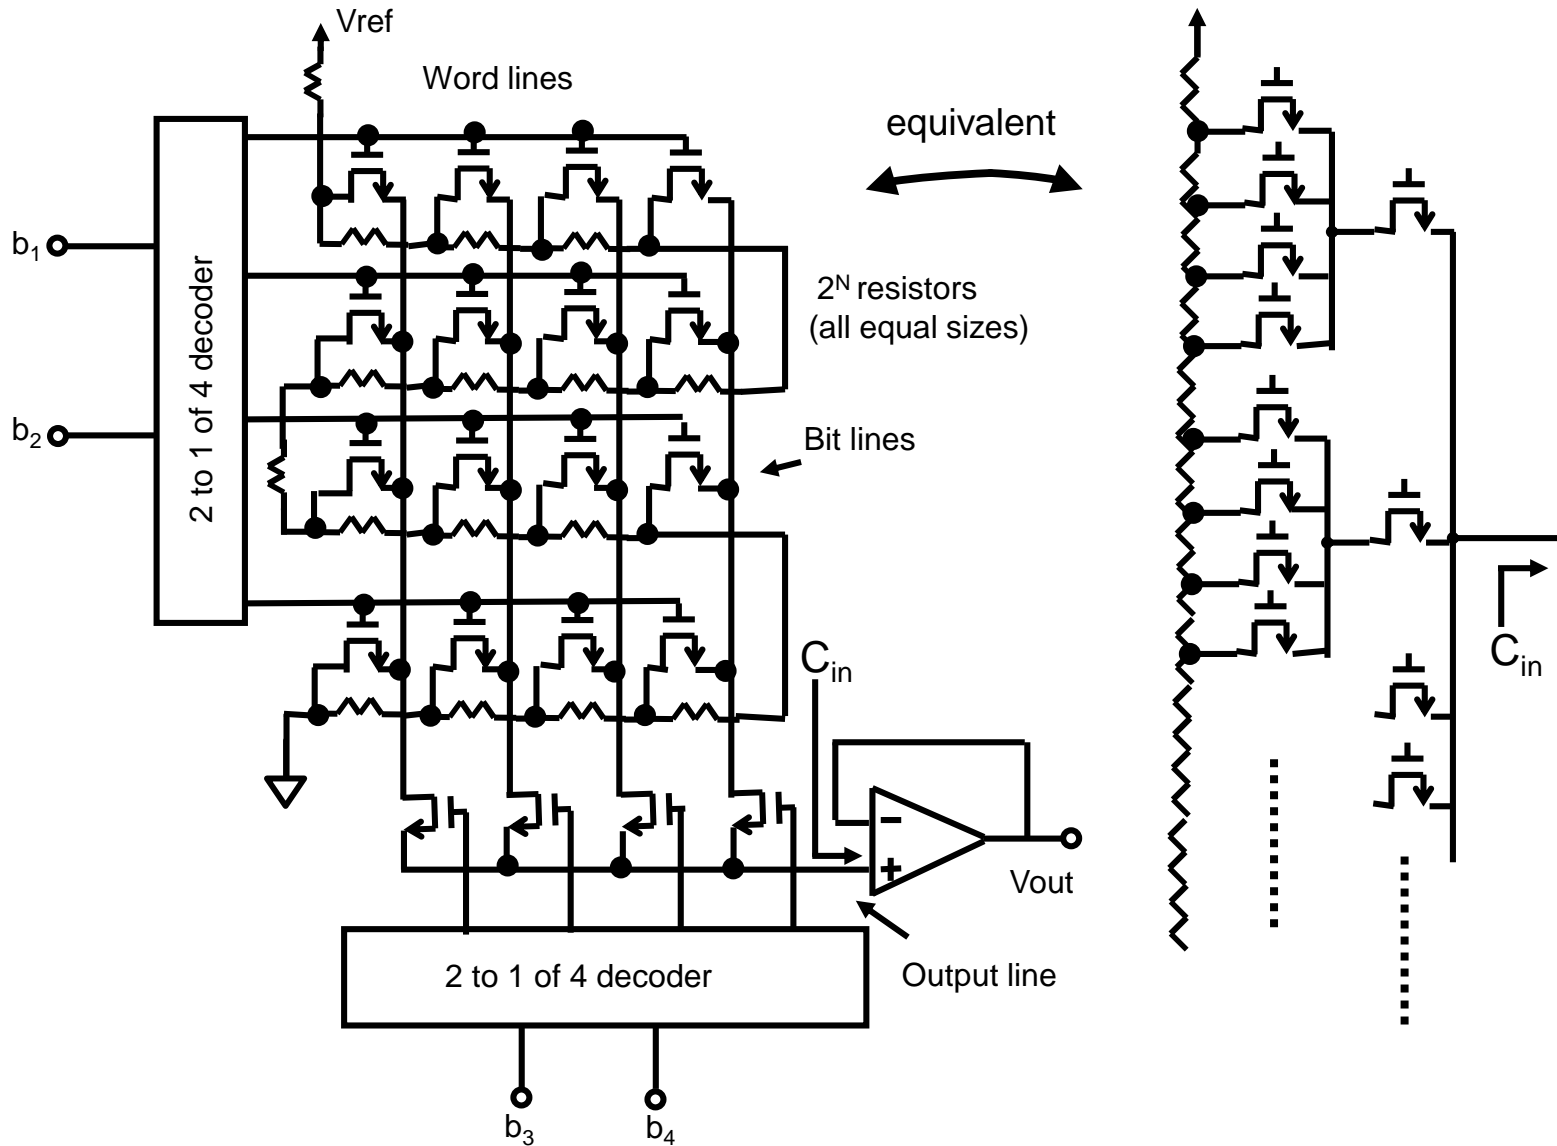 Vref
Word lines
equivalent
2 to 1 of 4 decoder
b₁
2ᴺ resistors
(all equal sizes)
b₂
Bit lines
Cᵢₙ
Cᵢₙ
−
+
Vout
2 to 1 of 4 decoder
Output line
b₃
b₄